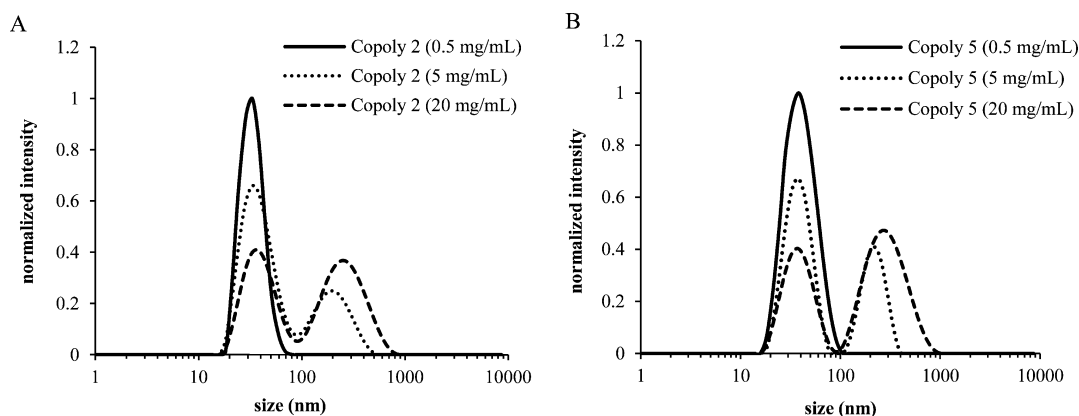 A
Copoly 2 (0.5 mg/mL)
Copoly 2 (5 mg/mL)
Copoly 2 (20 mg/mL)
normalized intensity
1.2
1
0.8
0.6
0.4
0.2
0
1
10
100
1000
10000
size (nm)
B
Copoly 5 (0.5 mg/mL)
Copoly 5 (5 mg/mL)
Copoly 5 (20 mg/mL)
normalized intensity
1.2
1
0.8
0.6
0.4
0.2
0
1
10
100
1000
10000
size (nm)